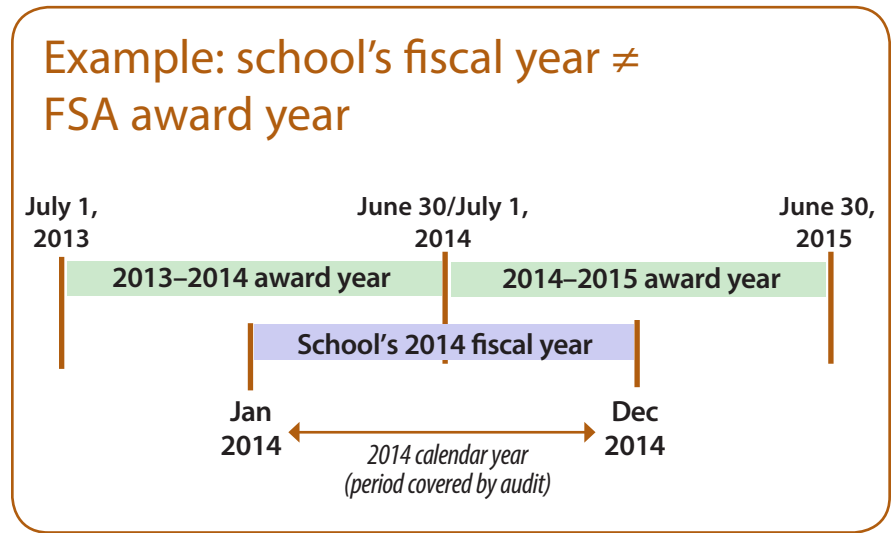 Example: school's fiscal year ≠
FSA award year
July 1,
2013
June 30/July 1,
2014
June 30,
2015
2013–2014 award year
2014–2015 award year
School's 2014 fiscal year
Jan
2014
Dec
2014
2014 calendar year
(period covered by audit)